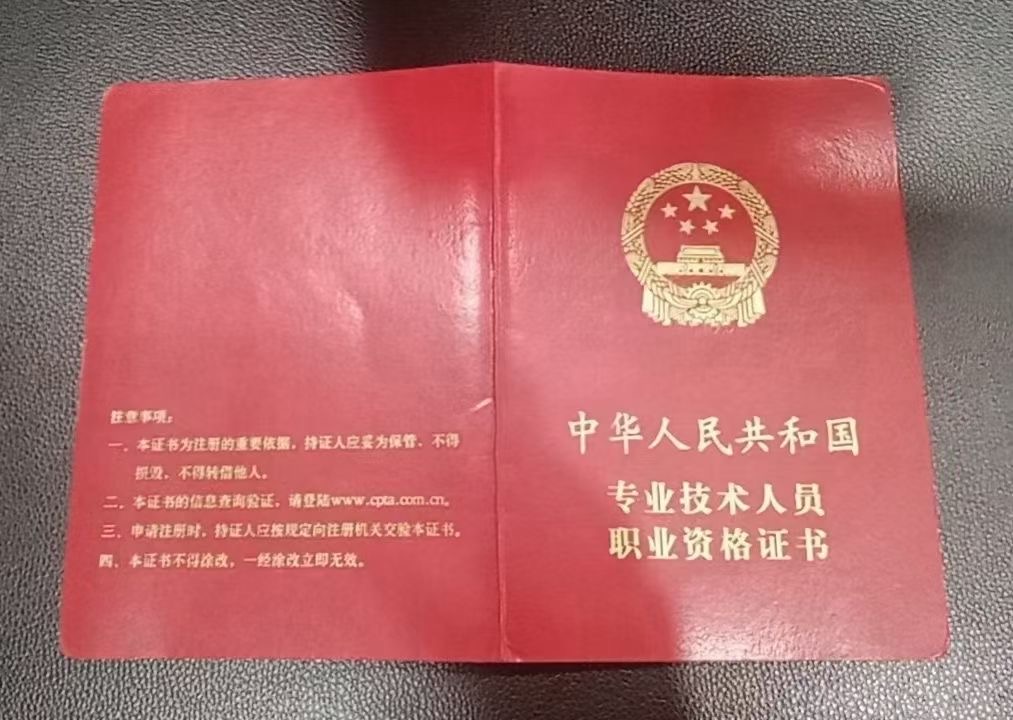 注意事项：
一、本证书为注册的重要依据，持证人应妥为保管、不得
损毁，不得转借他人。
二、本证书的信息查询验证，请登陆www.cpta.com.cn。
三、申请注册时，持证人应按规定向注册机关交验本证书。
四、本证书不得涂改，一经涂改立即无效。
中华人民共和国
专业技术人员
职业资格证书